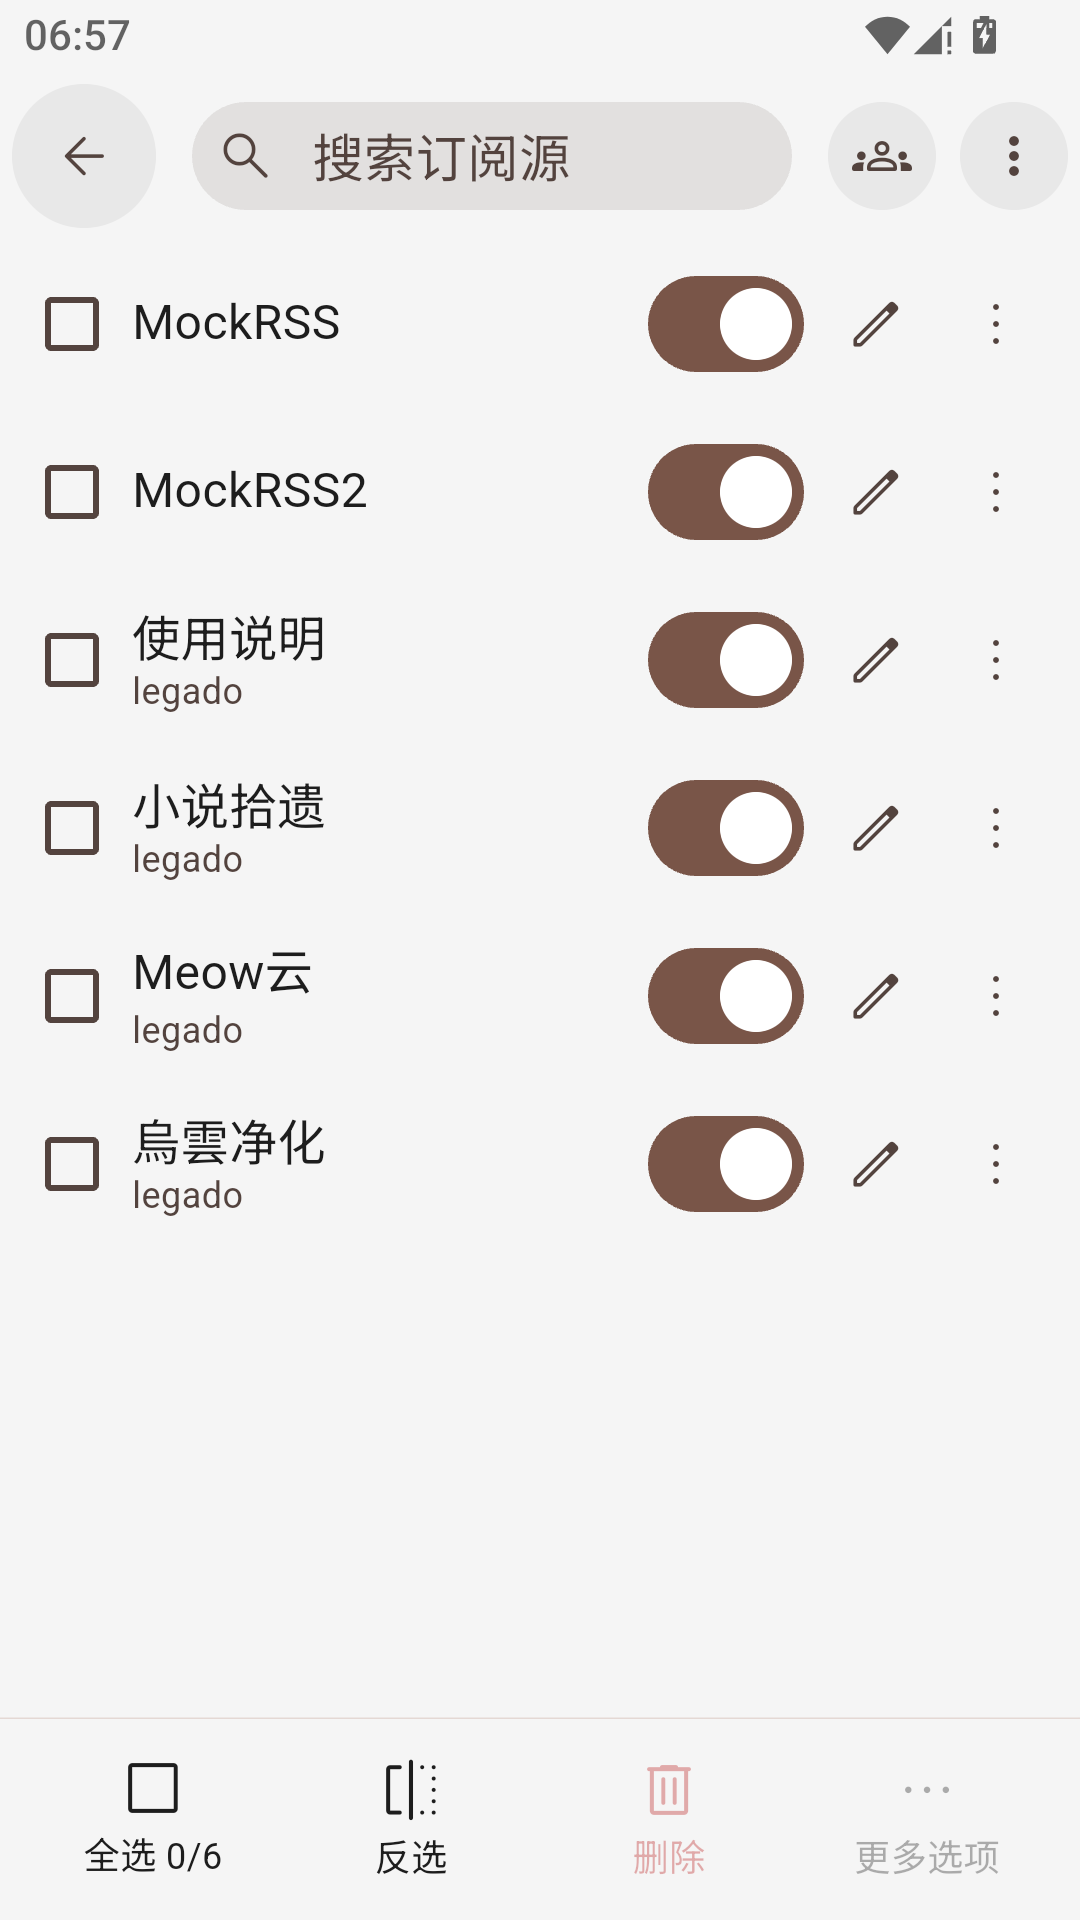 06:57
搜索订阅源
MockRSS
MockRSS2
使用说明
legado
小说拾遗
legado
Meow云
legado
烏雲净化
legado
全选 0/6
反选
删除
更多选项